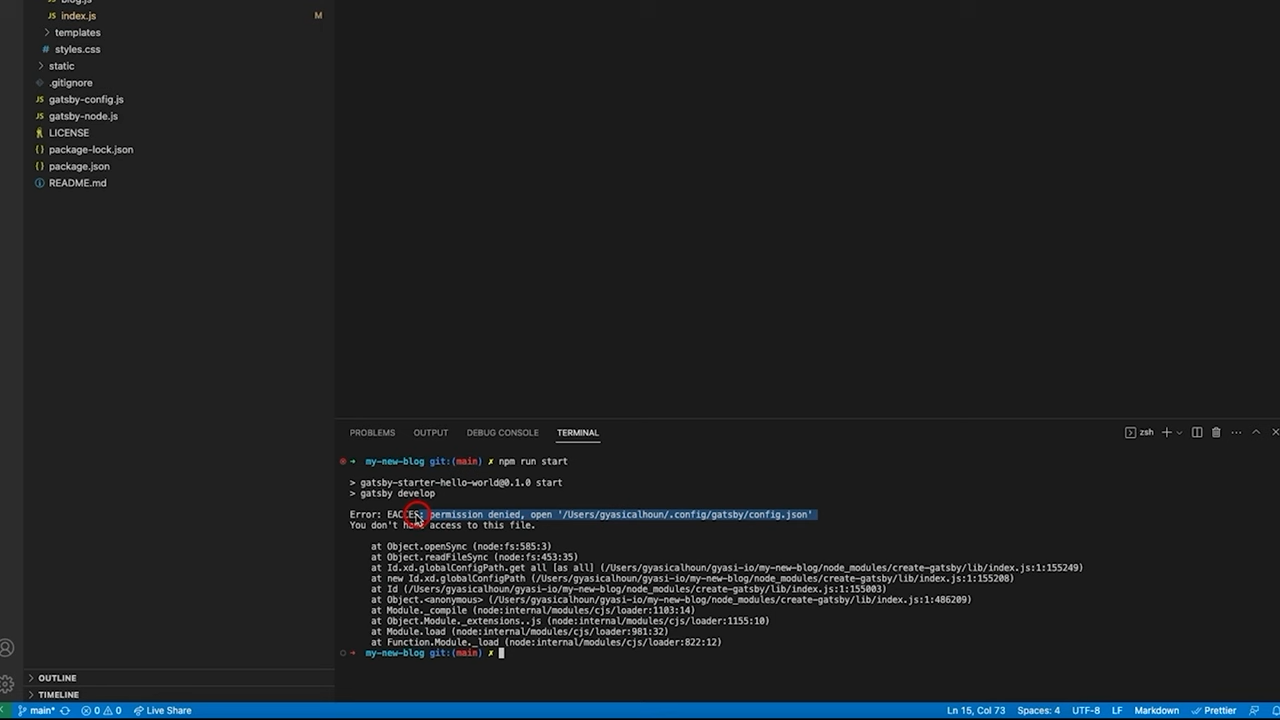 blog.js
index.js M
templates
styles.css
static
.gitignore
gatsby-config.js
gatsby-node.js
LICENSE
package-lock.json
package.json
README.md
PROBLEMS OUTPUT DEBUG CONSOLE TERMINAL zsh
my-new-blog git:(main) ✗ npm run start
> gatsby-starter-hello-world@0.1.0 start
> gatsby develop
Error: EACCES: permission denied, open '/Users/gyasicalhoun/.config/gatsby/config.json'
You don't have access to this file.
at Object.openSync (node:fs:585:3)
at Object.readFileSync (node:fs:453:35)
at Id.xd.globalConfigPath.get all [as all] (/Users/gyasicalhoun/gyasi-io/my-new-blog/node_modules/create-gatsby/lib/index.js:1:155249)
at new Id.xd.globalConfigPath (/Users/gyasicalhoun/gyasi-io/my-new-blog/node_modules/create-gatsby/lib/index.js:1:155208)
at Id (/Users/gyasicalhoun/gyasi-io/my-new-blog/node_modules/create-gatsby/lib/index.js:1:155003)
at Object.<anonymous> (/Users/gyasicalhoun/gyasi-io/my-new-blog/node_modules/create-gatsby/lib/index.js:1:486209)
at Module._compile (node:internal/modules/cjs/loader:1103:14)
at Object.Module._extensions..js (node:internal/modules/cjs/loader:1155:10)
at Module.load (node:internal/modules/cjs/loader:981:32)
at Function.Module._load (node:internal/modules/cjs/loader:822:12)
my-new-blog git:(main) ✗
OUTLINE
TIMELINE
main* 0 0 Live Share Ln 15, Col 73 Spaces: 4 UTF-8 LF Markdown Prettier